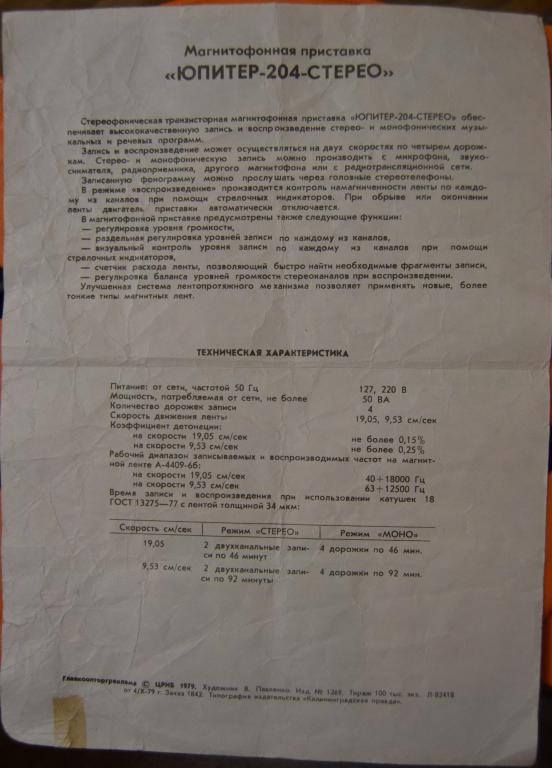 Магнитофонная приставка
«ЮПИТЕР-204-СТЕРЕО»
Стереофоническая транзисторная магнитофонная приставка «ЮПИТЕР-204-СТЕРЕО» обес-
печивает высококачественную запись и воспроизведение стерео- и монофонических музы-
кальных и речевых программ.
Запись и воспроизведение может осуществляться на двух скоростях по четырем дорож-
кам. Стерео- и монофоническую запись можно производить с микрофона, звуко-
снимателя, радиоприемника, другого магнитофона или с радиотрансляционной сети.
Записанную фонограмму можно прослушать через головные стереотелефоны.
В режиме «воспроизведение» производится контроль намагниченности ленты по каждо-
му из каналов при помощи стрелочных индикаторов. При обрыве или окончании
ленты двигатель приставки автоматически отключается.
В магнитофонной приставке предусмотрены также следующие функции:
— регулировка уровня громкости,
— раздельная регулировка уровней записи по каждому из каналов,
— визуальный контроль уровня записи по каждому из каналов при помощи
стрелочных индикаторов,
— счетчик расхода ленты, позволяющий быстро найти необходимые фрагменты записи,
— регулировка баланса уровней громкости стереоканалов при воспроизведении.
Улучшенная система лентопротяжного механизма позволяет применять новые, более
тонкие типы магнитных лент.
ТЕХНИЧЕСКАЯ ХАРАКТЕРИСТИКА
Питание: от сети, частотой 50 Гц 127, 220 В
Мощность, потребляемая от сети, не более 50 ВА
Количество дорожек записи 4
Скорость движения ленты 19,05, 9,53 см/сек
Коэффициент детонации:
на скорости 19,05 см/сек не более 0,15%
на скорости 9,53 см/сек не более 0,25%
Рабочий диапазон записываемых и воспроизводимых частот на магнит-
ной ленте А-4409-6б:
на скорости 19,05 см/сек 40÷18000 Гц
на скорости 9,53 см/сек 63÷12500 Гц
Время записи и воспроизведения при использовании катушек 18
ГОСТ 13275—77 с лентой толщиной 34 мкм:
Скорость см/сек Режим «СТЕРЕО» Режим «МОНО»
19,05 2 двухканальные запи- 4 дорожки по 46 мин.
си по 46 минут
9,53 см/сек 2 двухканальные запи- 4 дорожки по 92 мин.
си по 92 минуты
Главкоопторгреклама © ЦРИБ 1979. Художник В. Павленко. Изд. № 1269. Тираж 100 тыс. экз. Л-82418
от 4/X-79 г. Заказ 1842. Типография издательства «Калининградская правда».